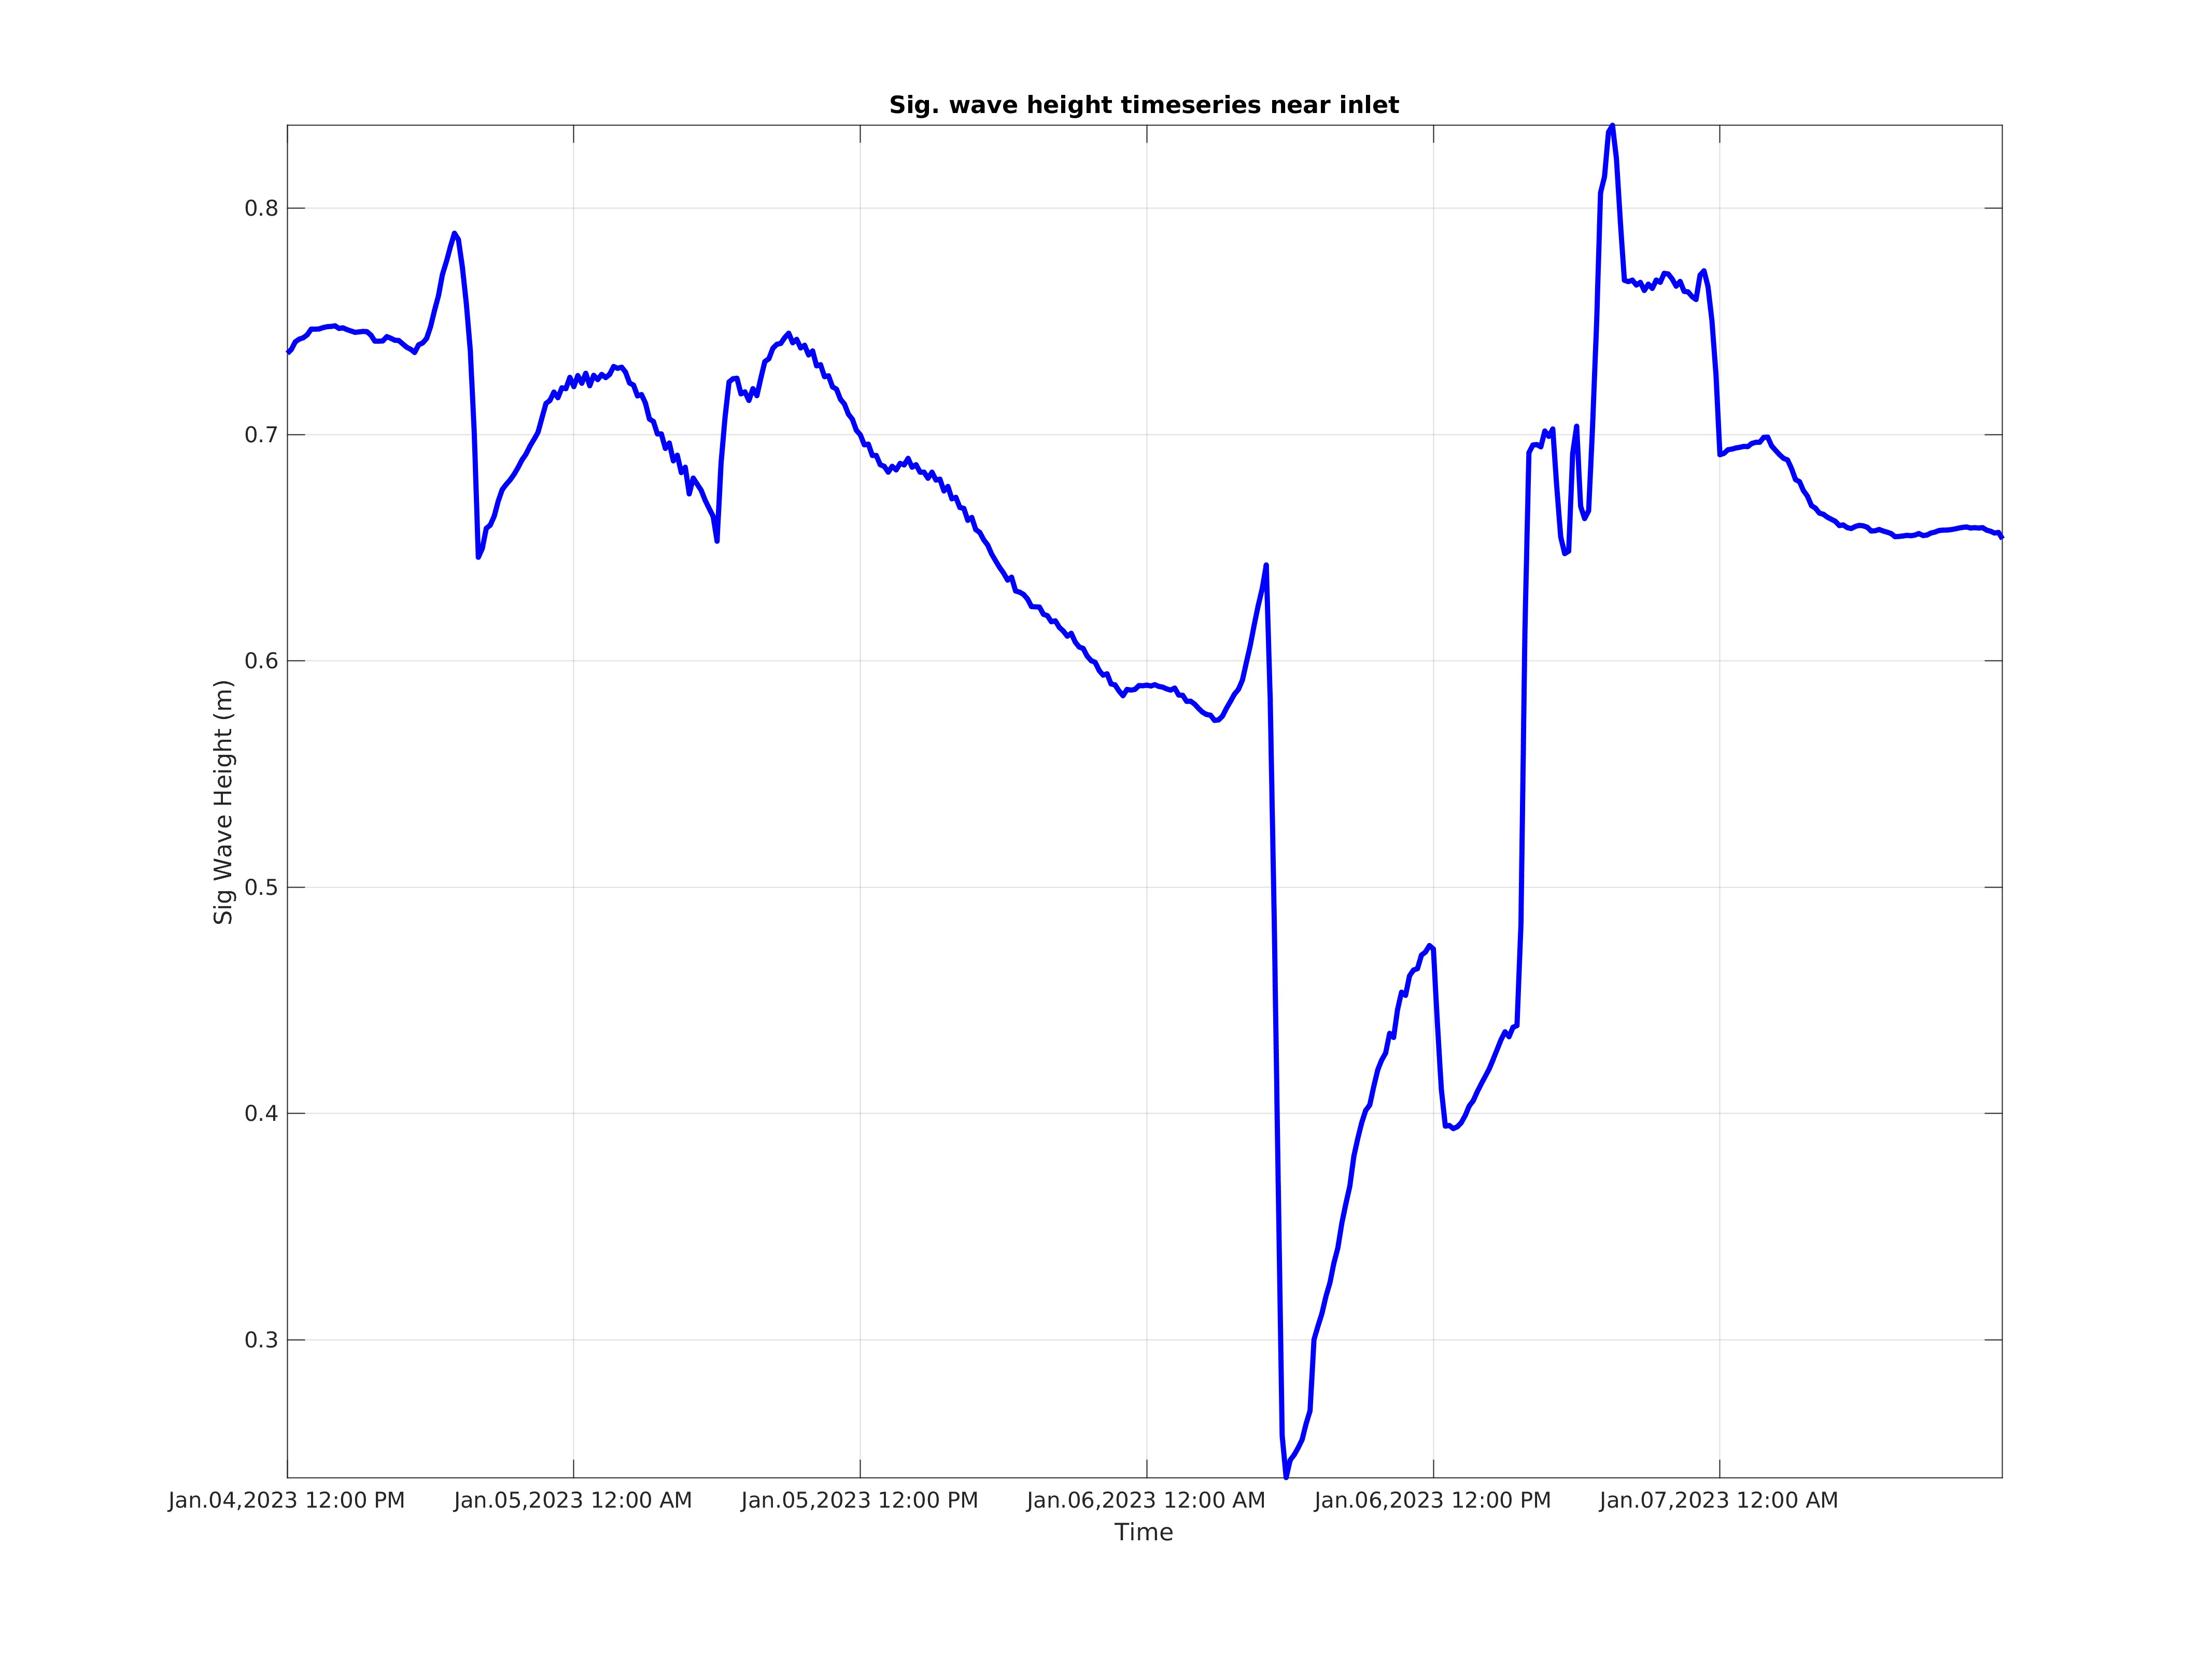 Sig. wave height timeseries near inlet
0.8
0.7
0.6
0.5
0.4
0.3
Sig Wave Height (m)
Jan.04,2023 12:00 PM
Jan.05,2023 12:00 AM
Jan.05,2023 12:00 PM
Jan.06,2023 12:00 AM
Jan.06,2023 12:00 PM
Jan.07,2023 12:00 AM
Time